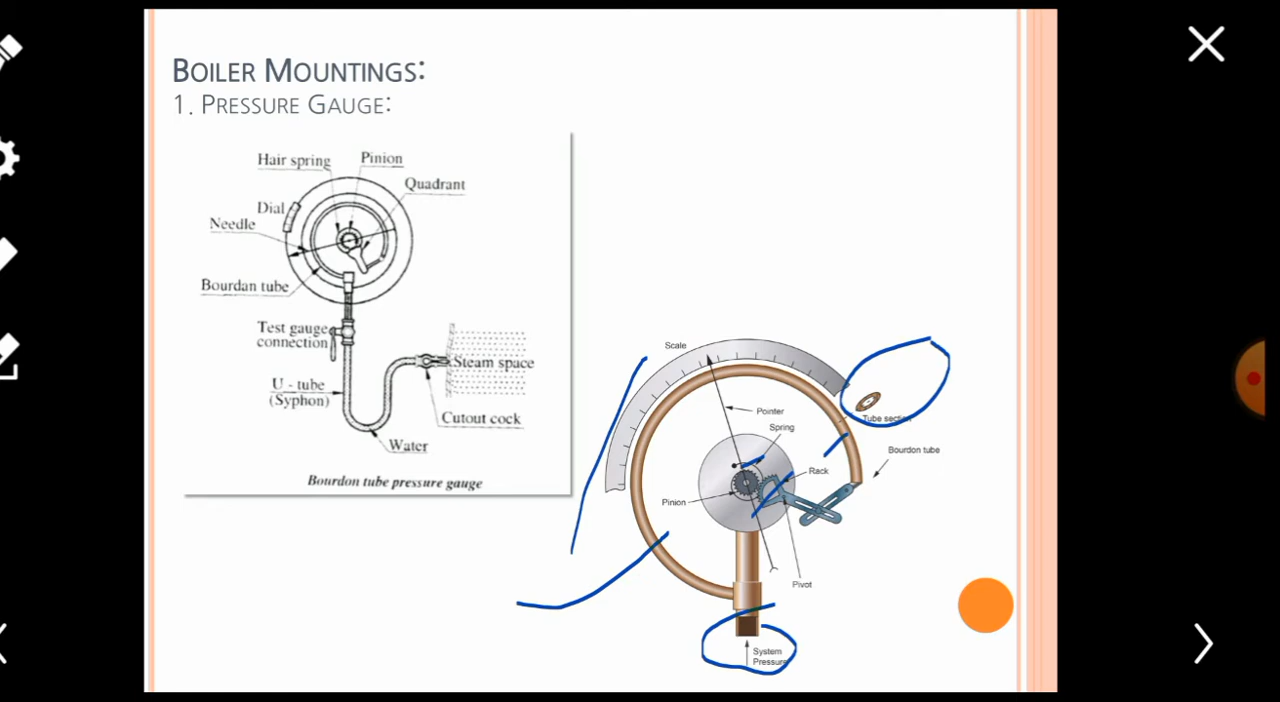 BOILER MOUNTINGS:
1. PRESSURE GAUGE:
Hair spring
Pinion
Quadrant
Dial
Needle
Bourdan tube
Test gauge
connection
Steam space
U - tube
(Syphon)
Cutout cock
Water
Bourdon tube pressure gauge
Scale
Pointer
Tube section
Spring
Bourdon tube
Rack
Pinion
Pivot
System
Pressure